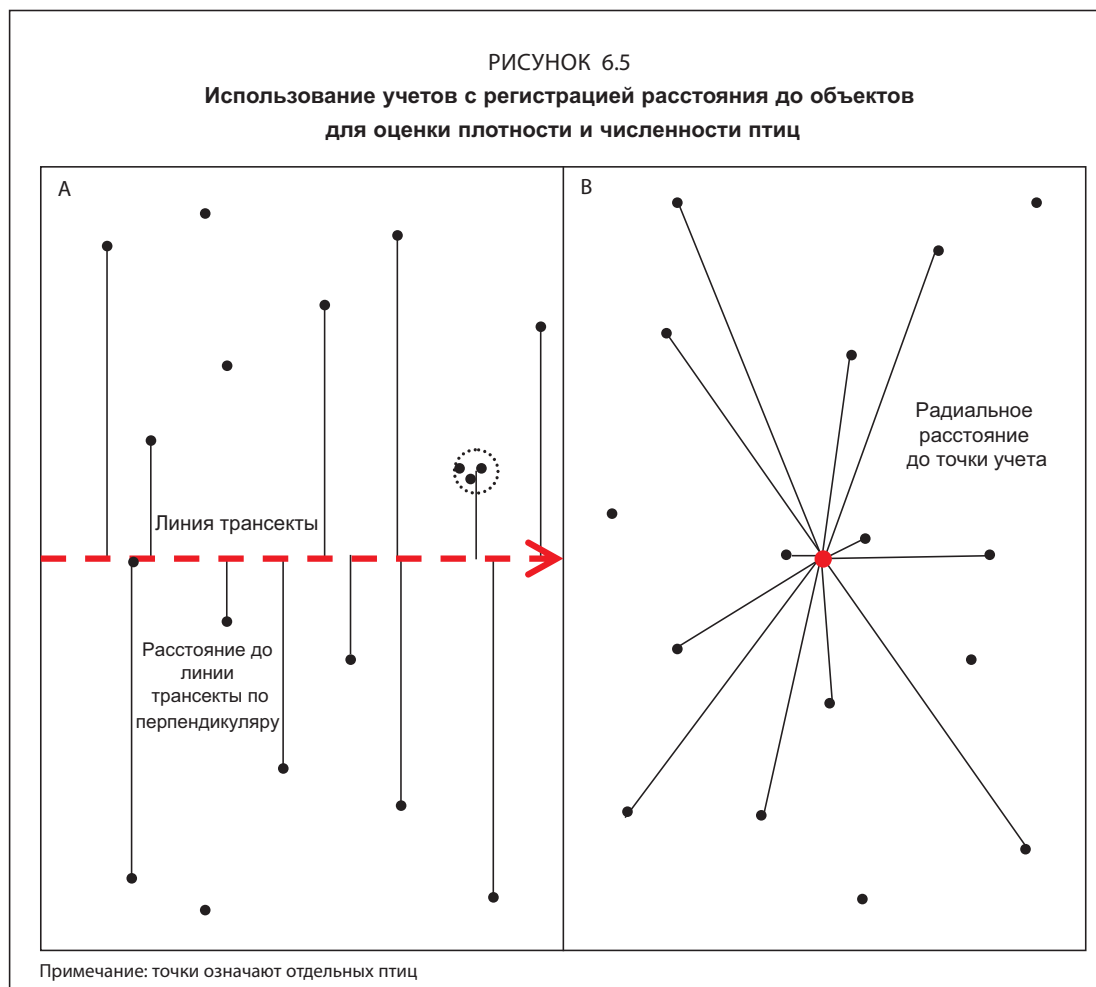 РИСУНОК 6.5
Использование учетов с регистрацией расстояния до объектов
для оценки плотности и численности птиц
A
Линия трансекты
Расстояние до
линии
трансекты по
перпендикуляру
B
Радиальное
расстояние
до точки учета
Примечание: точки означают отдельных птиц